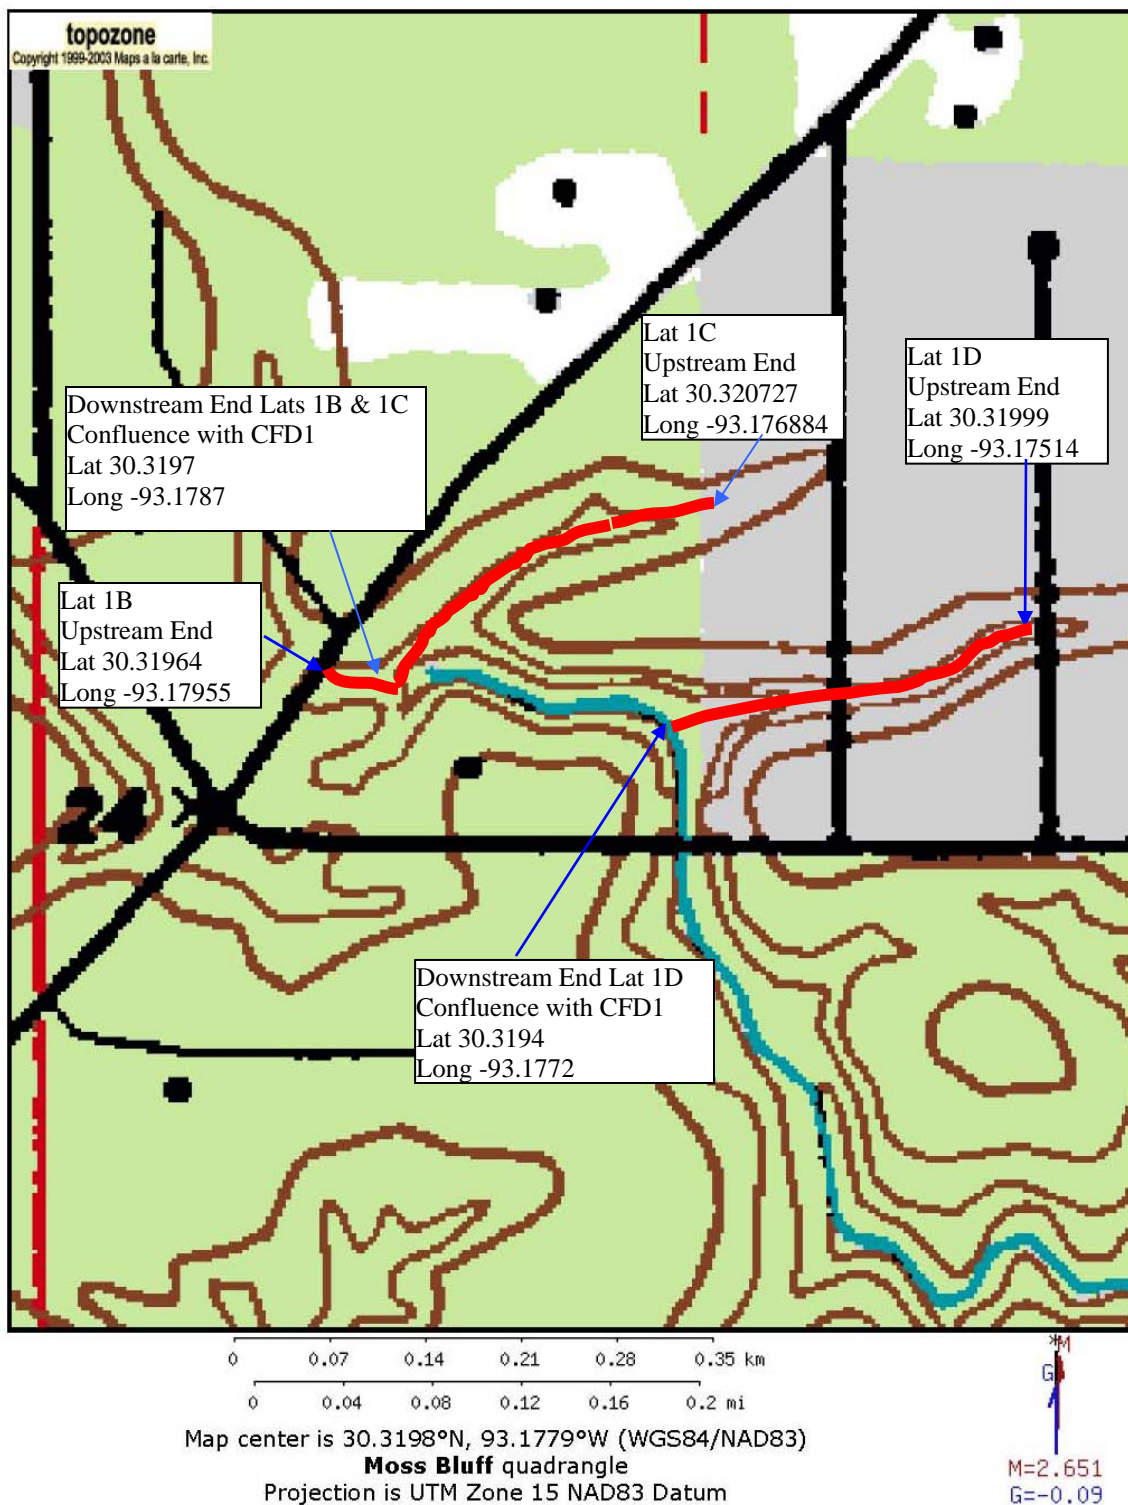 topozone
Copyright 1999-2003 Maps a la carte, Inc.
Lat 1C
Upstream End
Lat 30.320727
Long -93.176884
Lat 1D
Upstream End
Lat 30.31999
Long -93.17514
Downstream End Lats 1B & 1C
Confluence with CFD1
Lat 30.3197
Long -93.1787
Lat 1B
Upstream End
Lat 30.31964
Long -93.17955
24
Downstream End Lat 1D
Confluence with CFD1
Lat 30.3194
Long -93.1772
0 0.07 0.14 0.21 0.28 0.35 km
0 0.04 0.08 0.12 0.16 0.2 mi
Map center is 30.3198°N, 93.1779°W (WGS84/NAD83)
Moss Bluff quadrangle
Projection is UTM Zone 15 NAD83 Datum
*M
G
M=2.651
G=-0.09